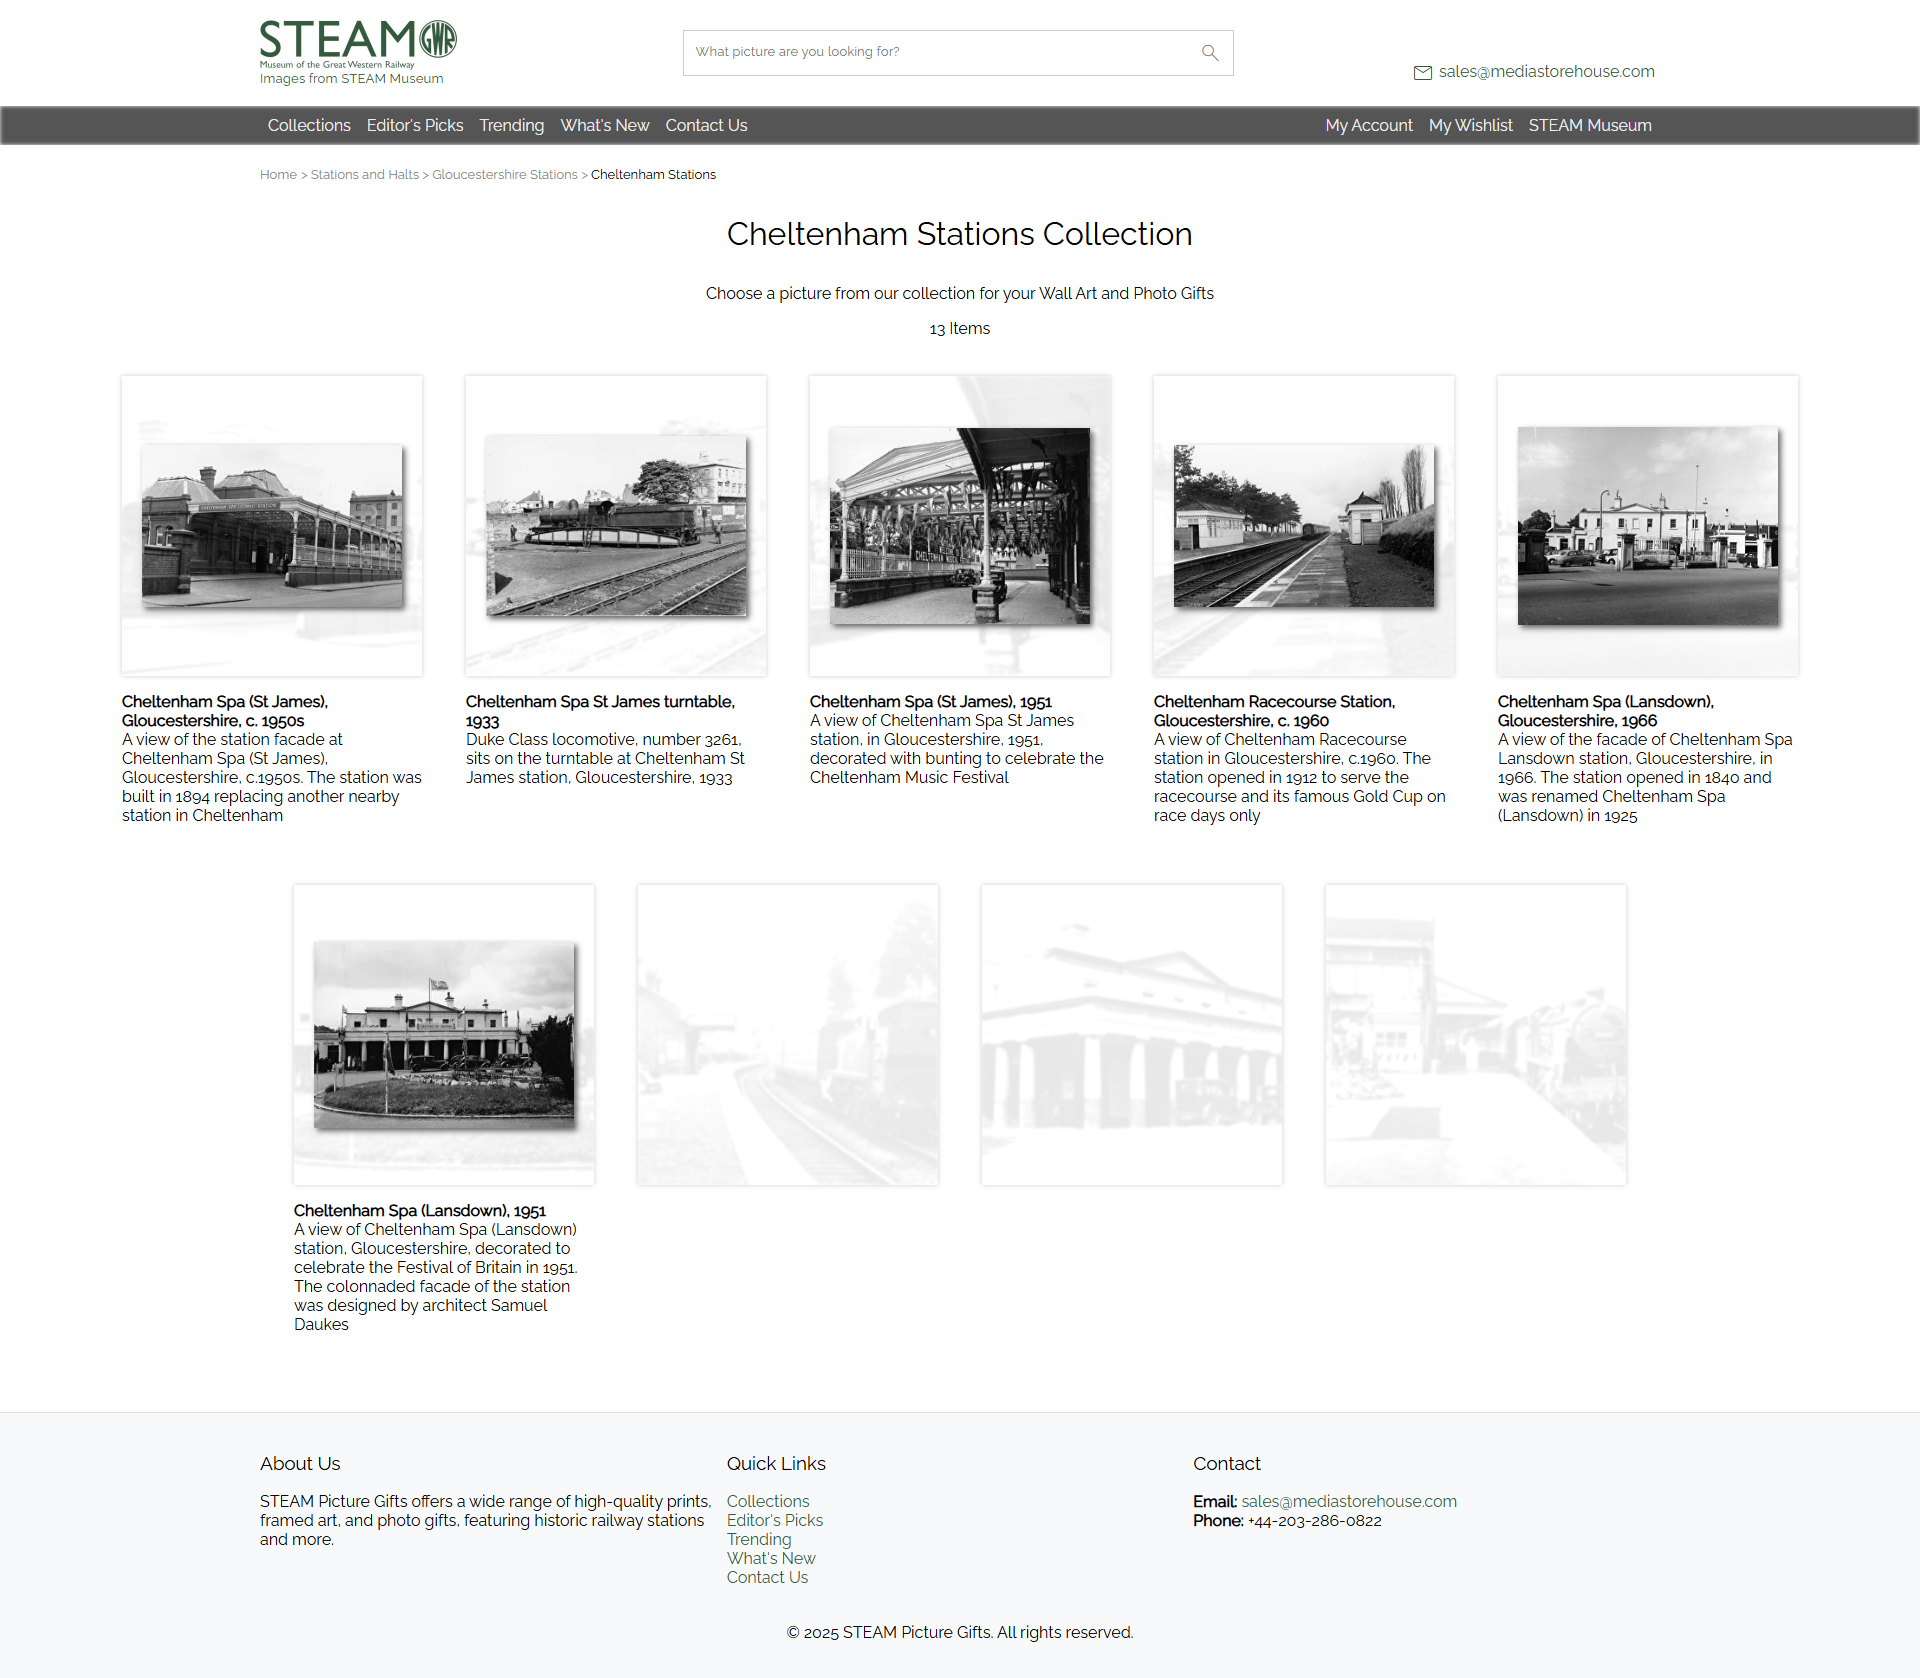 STEAM GWR
Museum of the Great Western Railway
Images from STEAM Museum
What picture are you looking for?
sales@mediastorehouse.com
Collections Editor's Picks Trending What's New Contact Us My Account My Wishlist STEAM Museum
Home > Stations and Halts > Gloucestershire Stations > Cheltenham Stations
Cheltenham Stations Collection
Choose a picture from our collection for your Wall Art and Photo Gifts
13 Items
Cheltenham Spa (St James),
Gloucestershire, c. 1950s
A view of the station facade at
Cheltenham Spa (St James),
Gloucestershire, c.1950s. The station was
built in 1894 replacing another nearby
station in Cheltenham
Cheltenham Spa St James turntable,
1933
Duke Class locomotive, number 3261,
sits on the turntable at Cheltenham St
James station, Gloucestershire, 1933
Cheltenham Spa (St James), 1951
A view of Cheltenham Spa St James
station, in Gloucestershire, 1951,
decorated with bunting to celebrate the
Cheltenham Music Festival
Cheltenham Racecourse Station,
Gloucestershire, c. 1960
A view of Cheltenham Racecourse
station in Gloucestershire, c.1960. The
station opened in 1912 to serve the
racecourse and its famous Gold Cup on
race days only
Cheltenham Spa (Lansdown),
Gloucestershire, 1966
A view of the facade of Cheltenham Spa
Lansdown station, Gloucestershire, in
1966. The station opened in 1840 and
was renamed Cheltenham Spa
(Lansdown) in 1925
Cheltenham Spa (Lansdown), 1951
A view of Cheltenham Spa (Lansdown)
station, Gloucestershire, decorated to
celebrate the Festival of Britain in 1951.
The colonnaded facade of the station
was designed by architect Samuel
Daukes
About Us
STEAM Picture Gifts offers a wide range of high-quality prints,
framed art, and photo gifts, featuring historic railway stations
and more.
Quick Links
Collections
Editor's Picks
Trending
What's New
Contact Us
Contact
Email: sales@mediastorehouse.com
Phone: +44-203-286-0822
© 2025 STEAM Picture Gifts. All rights reserved.